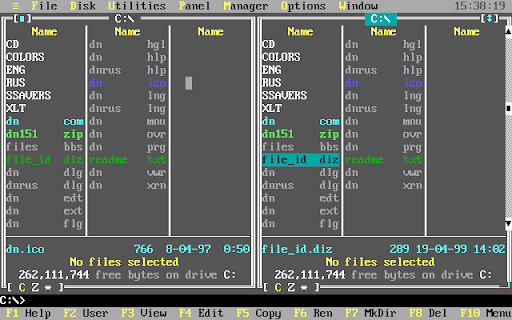 ≡ File Disk Utilities Panel Manager Options Window 15:38:19
[■] C:\ C:\ [↕]
Name Name Name Name Name Name
CD dn hgl CD dn hgl
COLORS dn hlp COLORS dn hlp
ENG dnrus hlp ENG dnrus hlp
RUS dn ico RUS dn ico
SSAVERS dn lng SSAVERS dn lng
XLT dnrus lng XLT dnrus lng
dn com dn mnu dn com dn mnu
dn151 zip dn ovr dn151 zip dn ovr
files bbs dn prg files bbs dn prg
file_id diz readme txt file_id diz readme txt
dn dlg dn vwr dn dlg dn vwr
dnrus dlg dn xrn dnrus dlg dn xrn
dn edt dn edt
dn ext dn ext
dn flg dn flg
dn.ico 766 8-04-97 0:50 file_id.diz 289 19-04-99 14:02
No files selected No files selected
262,111,744 free bytes on drive C: 262,111,744 free bytes on drive C:
[ C Z * ] [ C Z * ]
C:\>
F1 Help F2 User F3 View F4 Edit F5 Copy F6 Ren F7 MkDir F8 Del F10 Menu